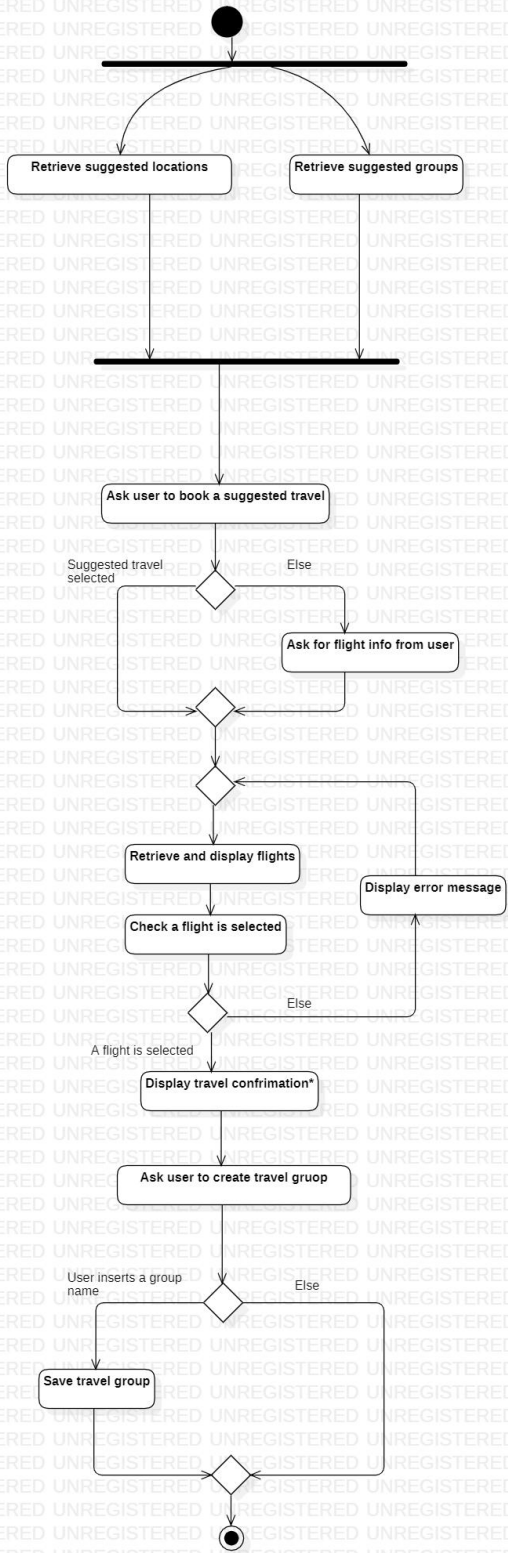 Retrieve suggested locations
Retrieve suggested groups
Ask user to book a suggested travel
Suggested travel
selected
Else
Ask for flight info from user
Retrieve and display flights
Display error message
Check a flight is selected
Else
A flight is selected
Display travel confrimation*
Ask user to create travel gruop
User inserts a group
name
Else
Save travel group
UNREGISTERED